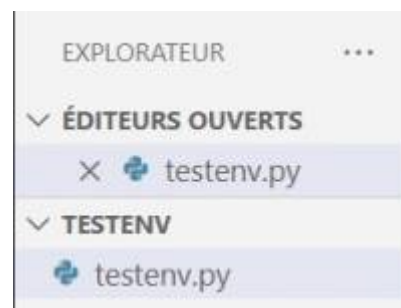 EXPLORATEUR ...
ÉDITEURS OUVERTS
testenv.py
TESTENV
testenv.py